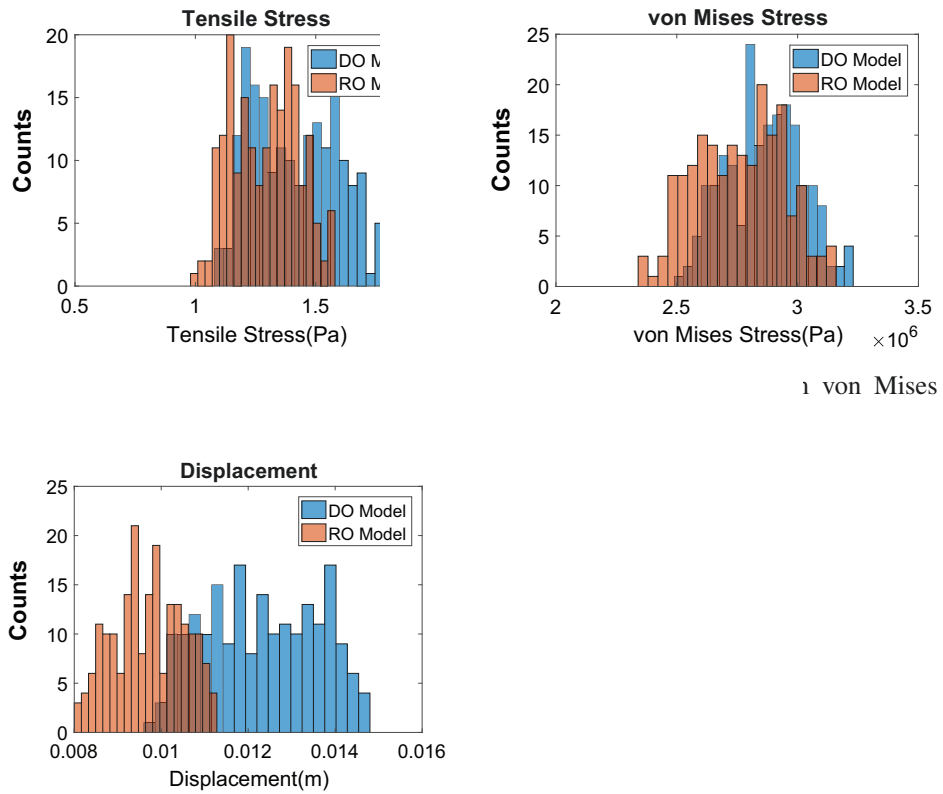 Tensile Stress
20
15
10
5
0
Counts
DO M
RO M
0.5
1
1.5
Tensile Stress(Pa)
von Mises Stress
25
20
15
10
5
0
Counts
DO Model
RO Model
2
2.5
3
3.5
von Mises Stress(Pa)
×10^6
von Mises
Displacement
25
20
15
10
5
0
Counts
DO Model
RO Model
0.008
0.01
0.012
0.014
0.016
Displacement(m)